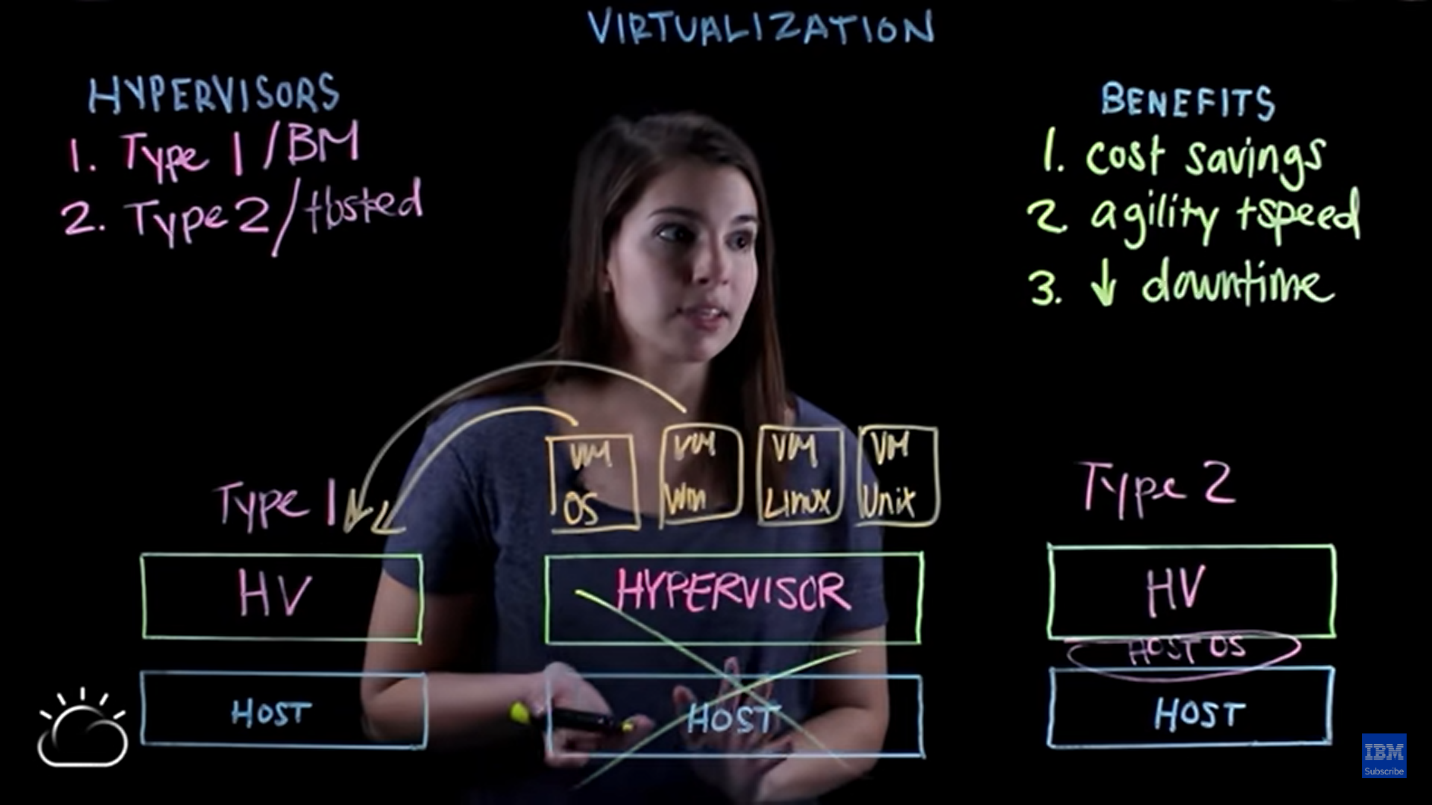 VIRTUALIZATION
HYPERVISORS
1. Type 1/BM
2. Type 2/Hosted
BENEFITS
1. cost savings
2. agility + speed
3. ↓ downtime
Type 1
HV
HOST
VM
OS
VM
Win
VM
Linux
VM
Unix
HYPERVISOR
HOST
Type 2
HV
HOST OS
HOST
IBM
Subscribe